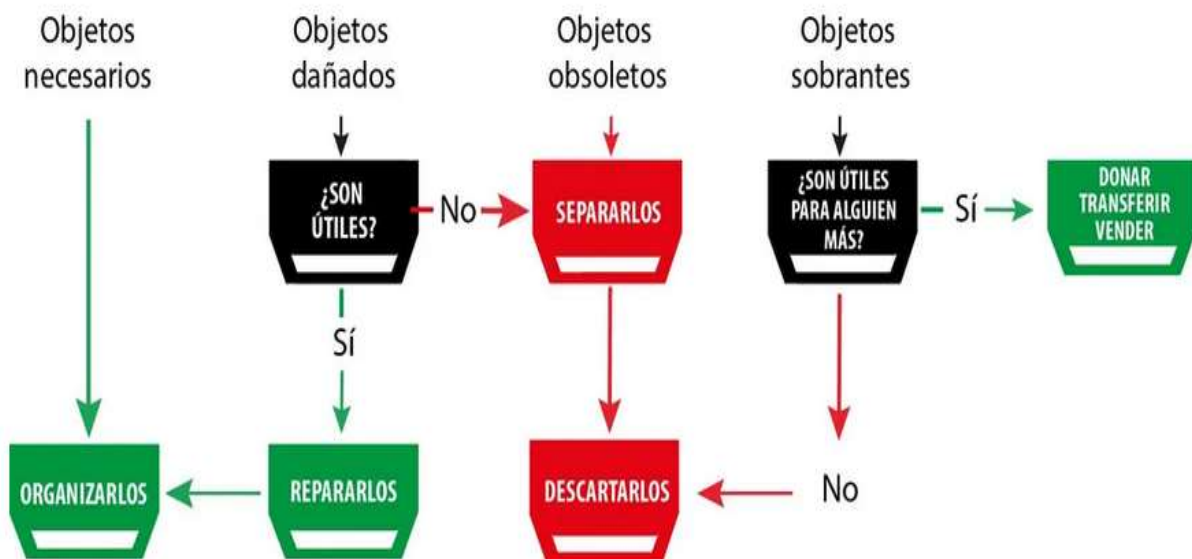 Objetos
necesarios
Objetos
dañados
Objetos
obsoletos
Objetos
sobrantes
¿SON
ÚTILES?
No
SEPARARLOS
¿SON ÚTILES
PARA ALGUIEN
MÁS?
Sí
DONAR
TRANSFERIR
VENDER
Sí
ORGANIZARLOS
REPARARLOS
DESCARTARLOS
No